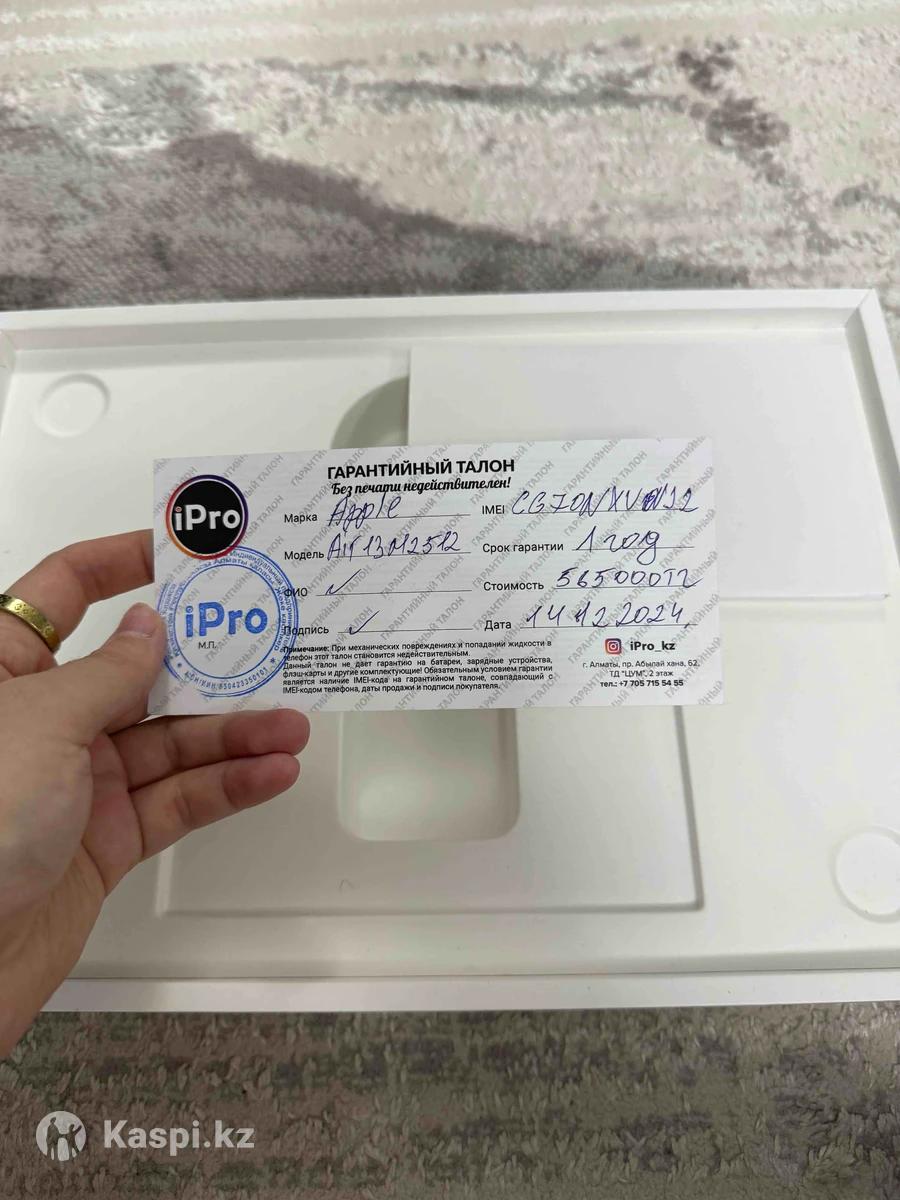 ГАРАНТИЙНЫЙ ТАЛОН
Без печати недействителен!
iPro
Марка Apple
IMEI
Модель Air 13 M2 512
Срок гарантии 1 год
ФИО ✓
Стоимость 565000тг
Подпись ✓
Дата 14.12.2024.
iPro
М.П.
Примечание: При механических повреждениях и попаданий жидкости в
телефон этот талон становится недействительным.
Данный талон не дает гарантию на батареи, зарядные устройства,
флэш-карты и другие комплектующие! Обязательным условием гарантии
является наличие IMEI-кода на гарантийном талоне, совпадающий с
IMEI-кодом телефона, даты продажи и подписи покупателя.
iPro_kz
г. Алматы, пр. Абылай хана, 62,
ТД "ЦУМ", 2 этаж
тел.: +7 705 715 54 55
Kaspi.kz